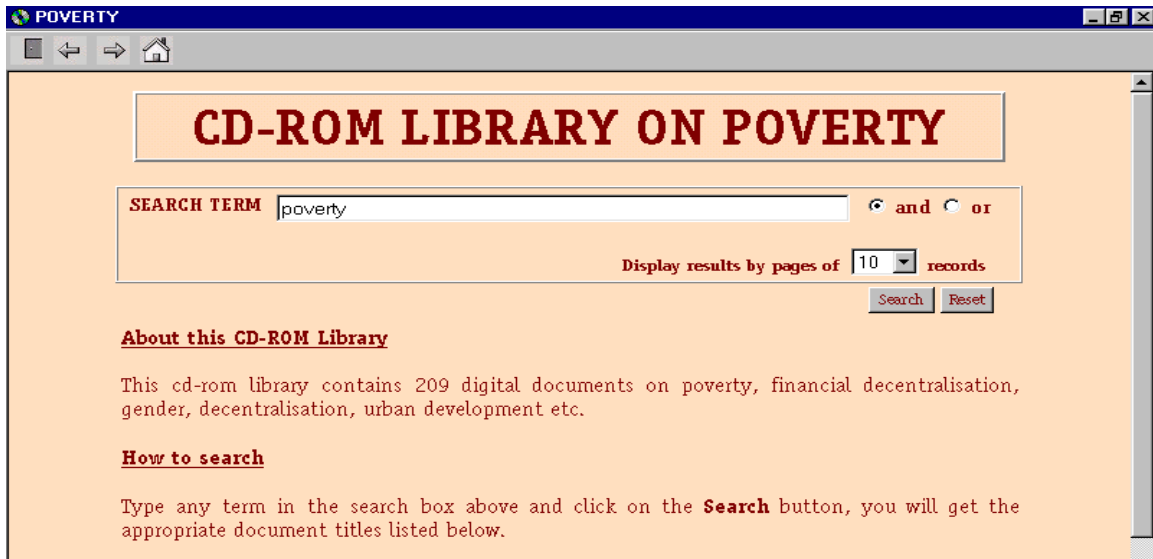 POVERTY
CD-ROM LIBRARY ON POVERTY
SEARCH TERM poverty and or
Display results by pages of 10 records
Search Reset
About this CD-ROM Library
This cd-rom library contains 209 digital documents on poverty, financial decentralisation,
gender, decentralisation, urban development etc.
How to search
Type any term in the search box above and click on the Search button, you will get the
appropriate document titles listed below.